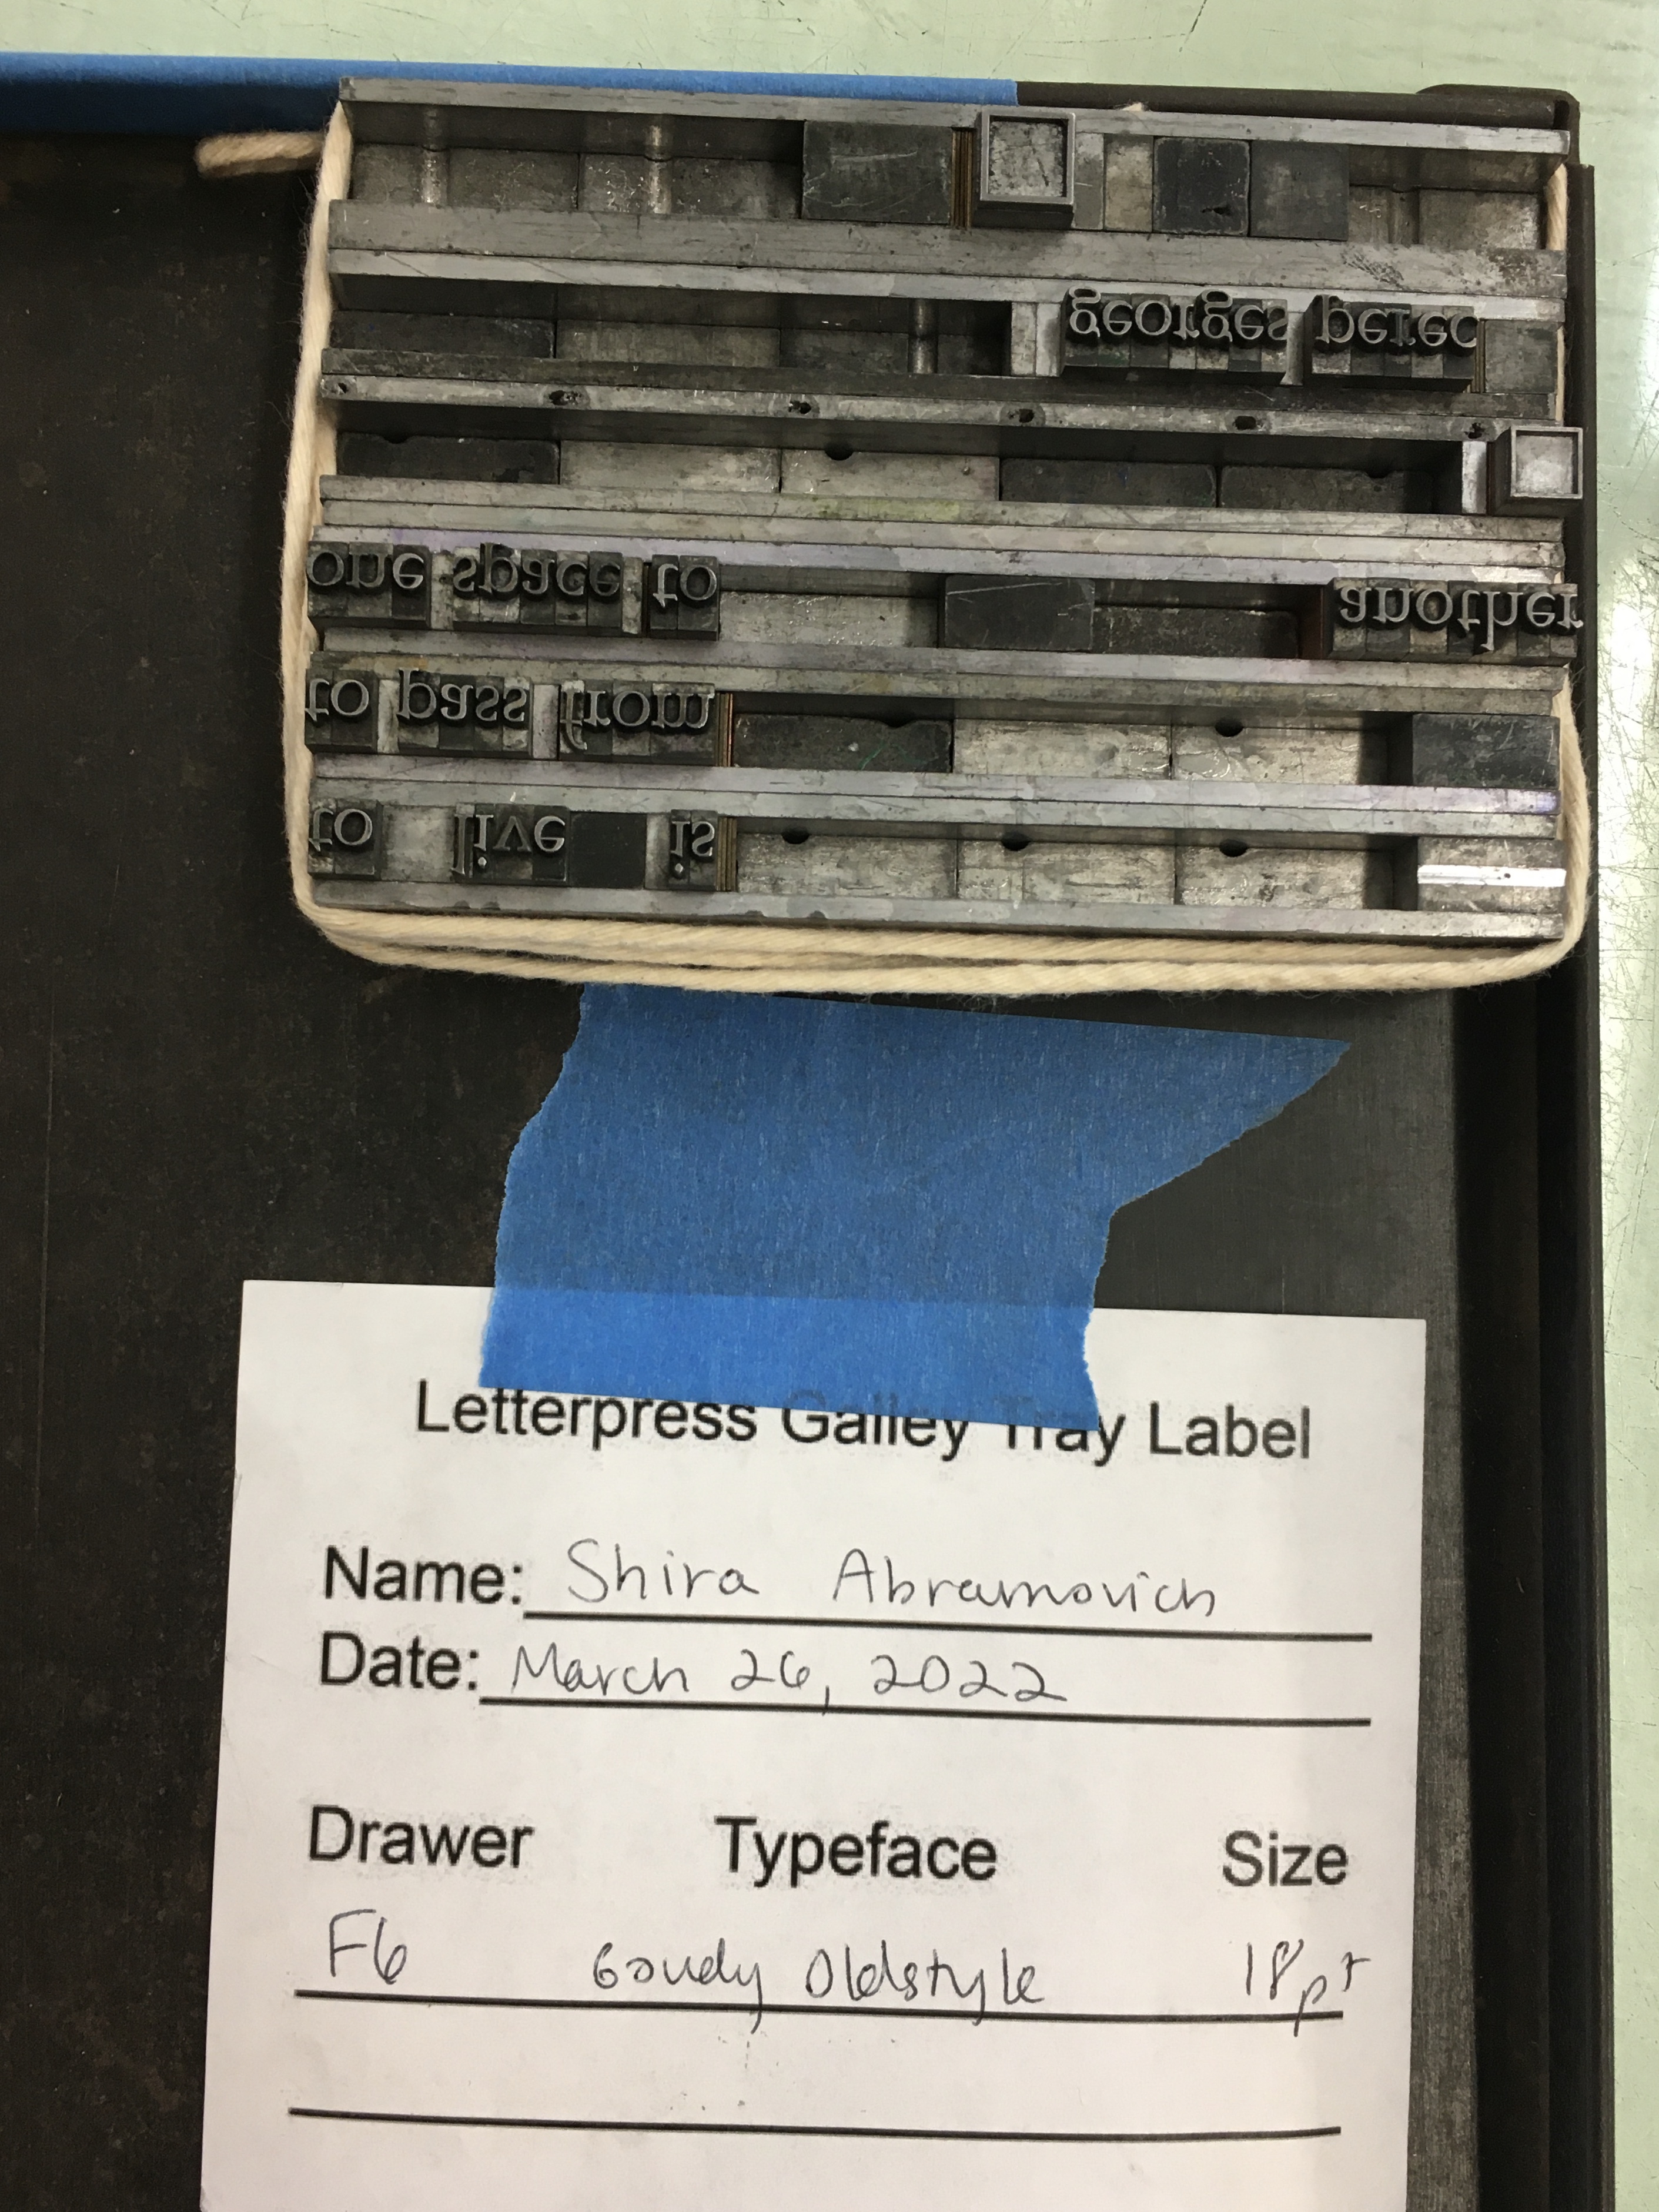 to live is
to pass from
one space to another
georges perec
Letterpress Galley Tray Label
Name: Shira Abramovich
Date: March 26, 2022
Drawer Typeface Size
F6 Goudy Oldstyle 18pt